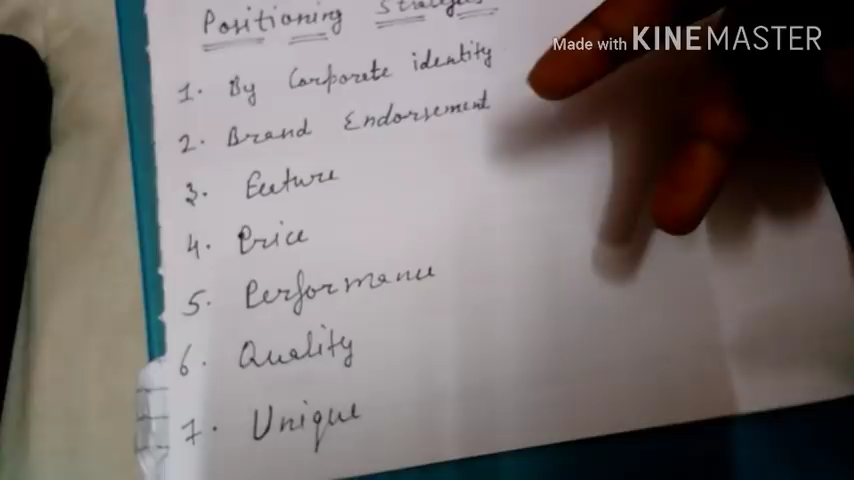 Made with KINEMASTER
Positioning Strategies
1. By Corporate identity
2. Brand Endorsement
3. Feature
4. Price
5. Performance
6. Quality
7. Unique